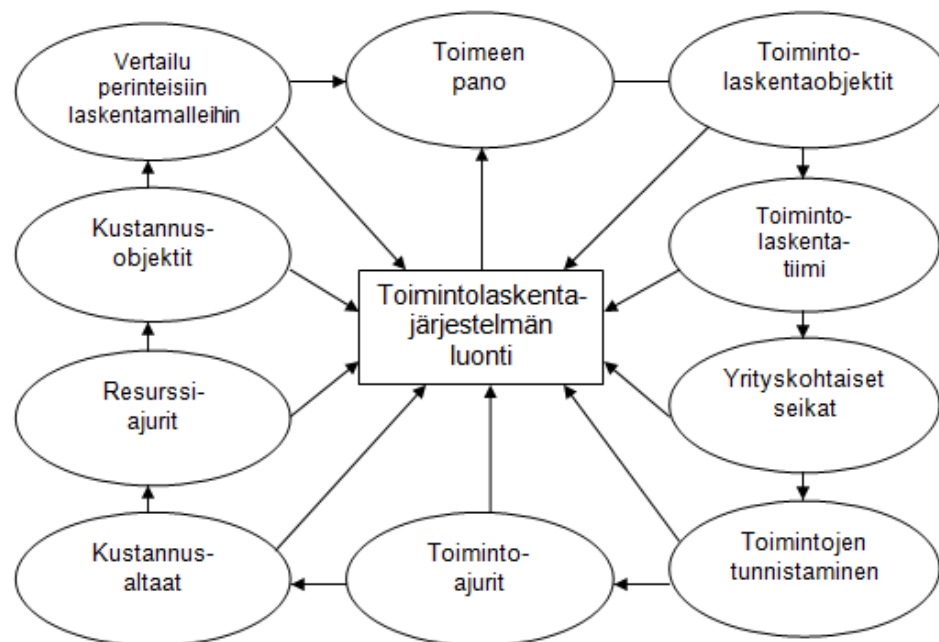 Vertailu
perinteisiin
laskentamalleihin
Toimeen
pano
Toiminto-
laskentaobjektit
Kustannus-
objektit
Toiminto-
laskenta-
tiimi
Toimintolaskenta-
järjestelmän
luonti
Resurssi-
ajurit
Yrityskohtaiset
seikat
Kustannus-
altaat
Toiminto-
ajurit
Toimintojen
tunnistaminen